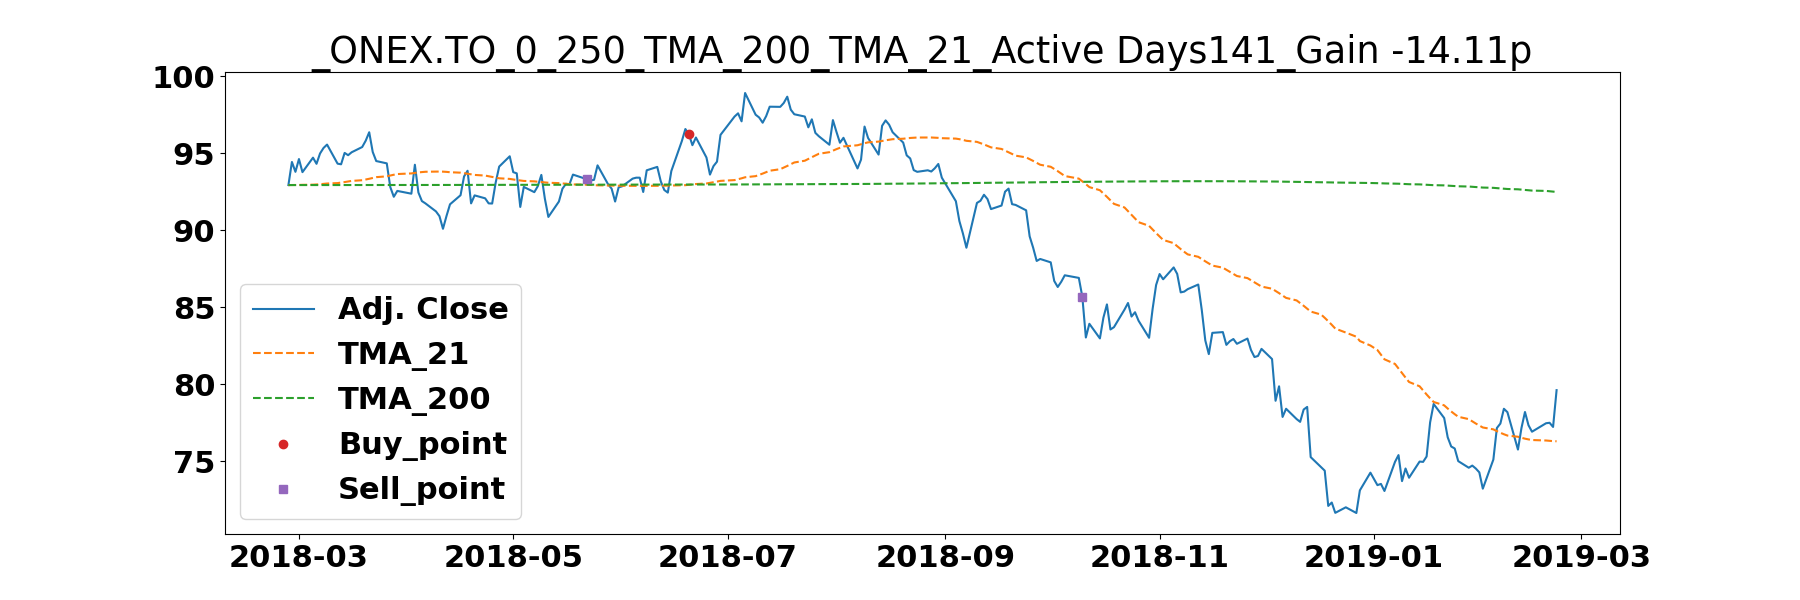 _ONEX.TO_0_250_TMA_200_TMA_21_Active Days141_Gain -14.11p
100
95
90
85
80
75
Adj. Close
TMA_21
TMA_200
Buy_point
Sell_point
2018-03 2018-05 2018-07 2018-09 2018-11 2019-01 2019-03